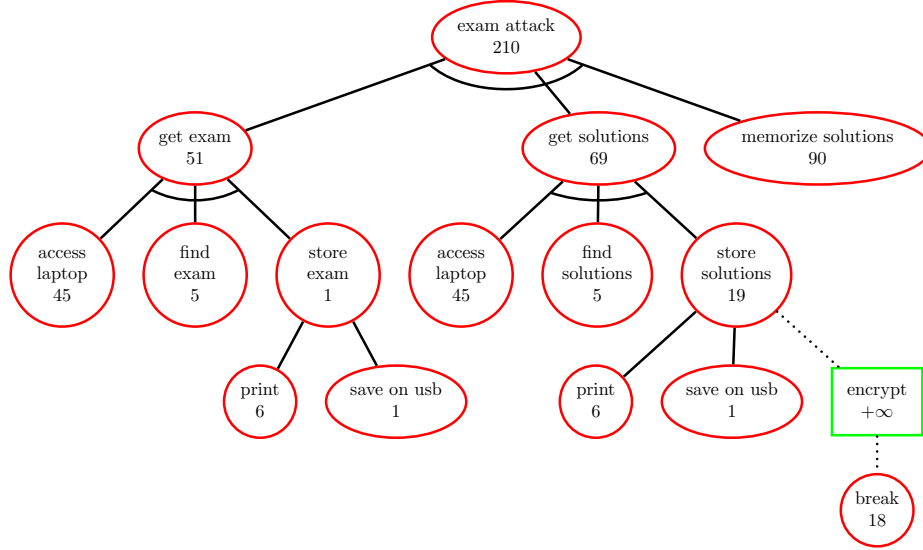 exam attack
210
get exam
51
get solutions
69
memorize solutions
90
access
laptop
45
find
exam
5
store
exam
1
access
laptop
45
find
solutions
5
store
solutions
19
print
6
save on usb
1
print
6
save on usb
1
encrypt
+∞
break
18